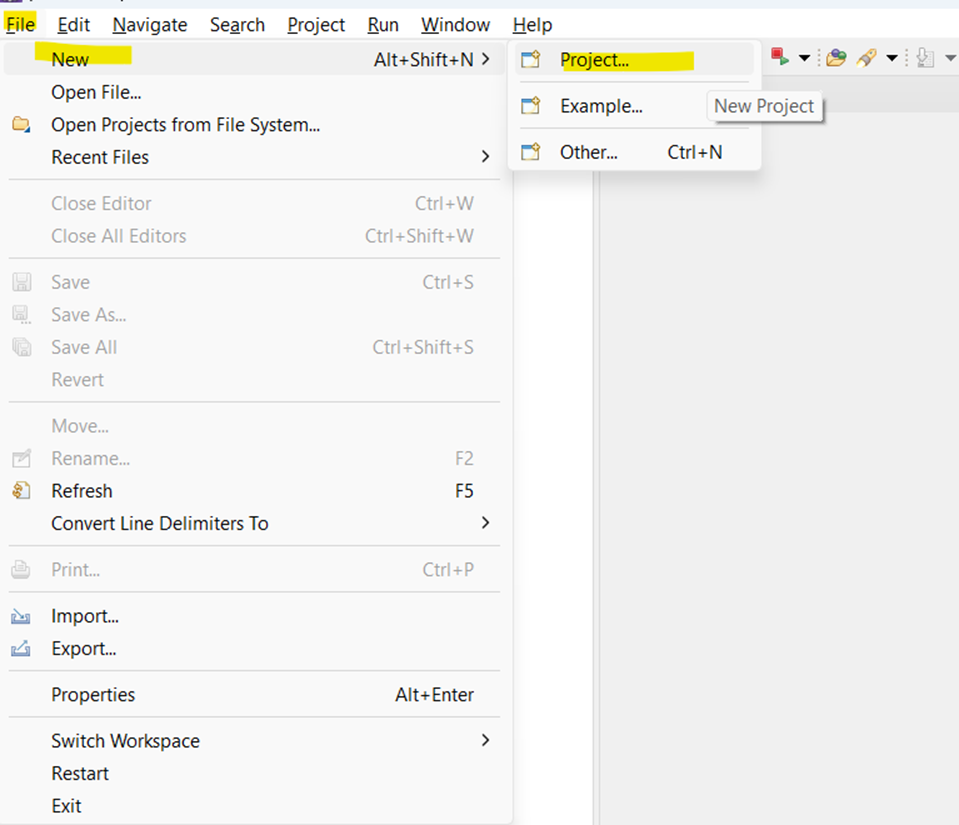 File Edit Navigate Search Project Run Window Help
New Alt+Shift+N
Project...
Open File...
Example...
New Project
Open Projects from File System...
Recent Files
Other... Ctrl+N
Close Editor Ctrl+W
Close All Editors Ctrl+Shift+W
Save Ctrl+S
Save As...
Save All Ctrl+Shift+S
Revert
Move...
Rename... F2
Refresh F5
Convert Line Delimiters To
Print... Ctrl+P
Import...
Export...
Properties Alt+Enter
Switch Workspace
Restart
Exit